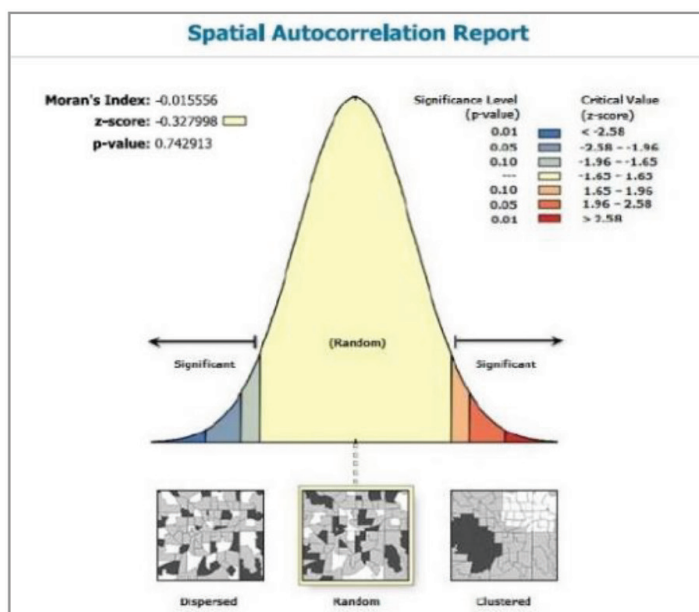 Spatial Autocorrelation Report
Moran's Index: -0.015556
z-score: -0.327998
p-value: 0.742913
Significance Level (p-value)
Critical Value (z-score)
0.01 < -2.58
0.05 -2.58 – -1.96
0.10 -1.96 – -1.65
--- -1.65 – 1.65
0.10 1.65 – 1.96
0.05 1.96 – 2.58
0.01 > 2.58
Significant
(Random)
Significant
Dispersed
Random
Clustered